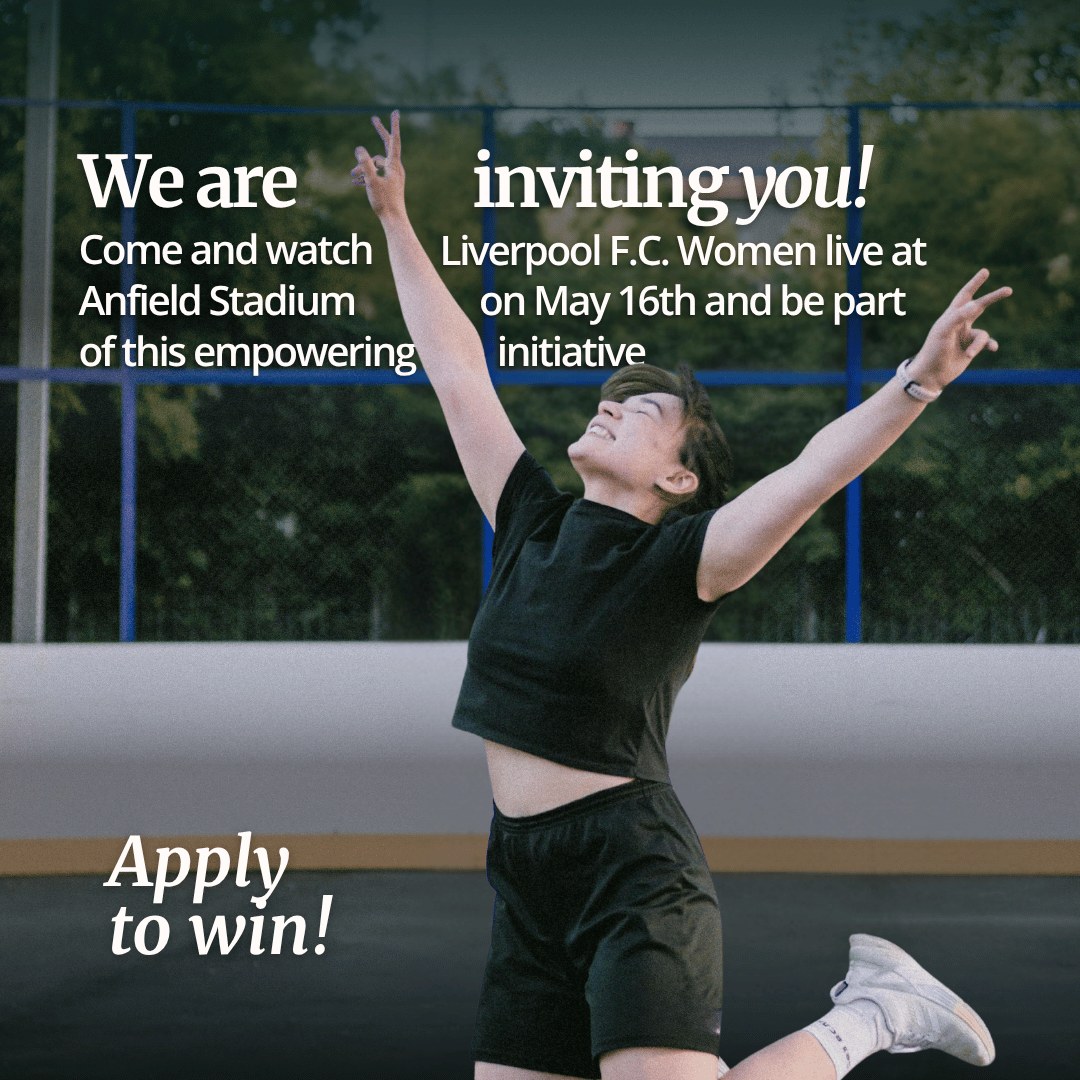 We are inviting you!
Come and watch Liverpool F.C. Women live at
Anfield Stadium on May 16th and be part
of this empowering initiative
Apply
to win!